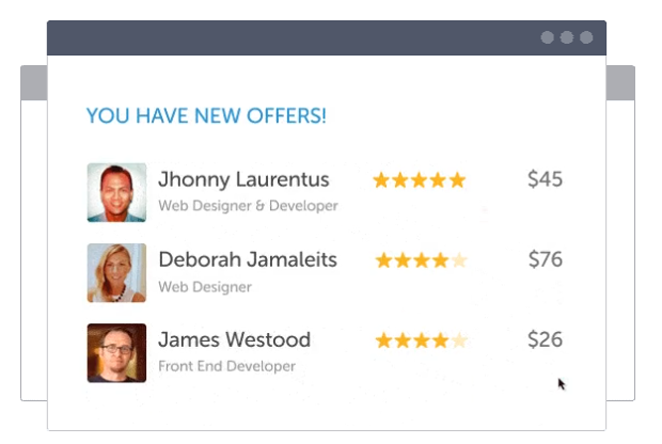 YOU HAVE NEW OFFERS!
Jhonny Laurentus $45
Web Designer & Developer
Deborah Jamaleits $76
Web Designer
James Westood $26
Front End Developer